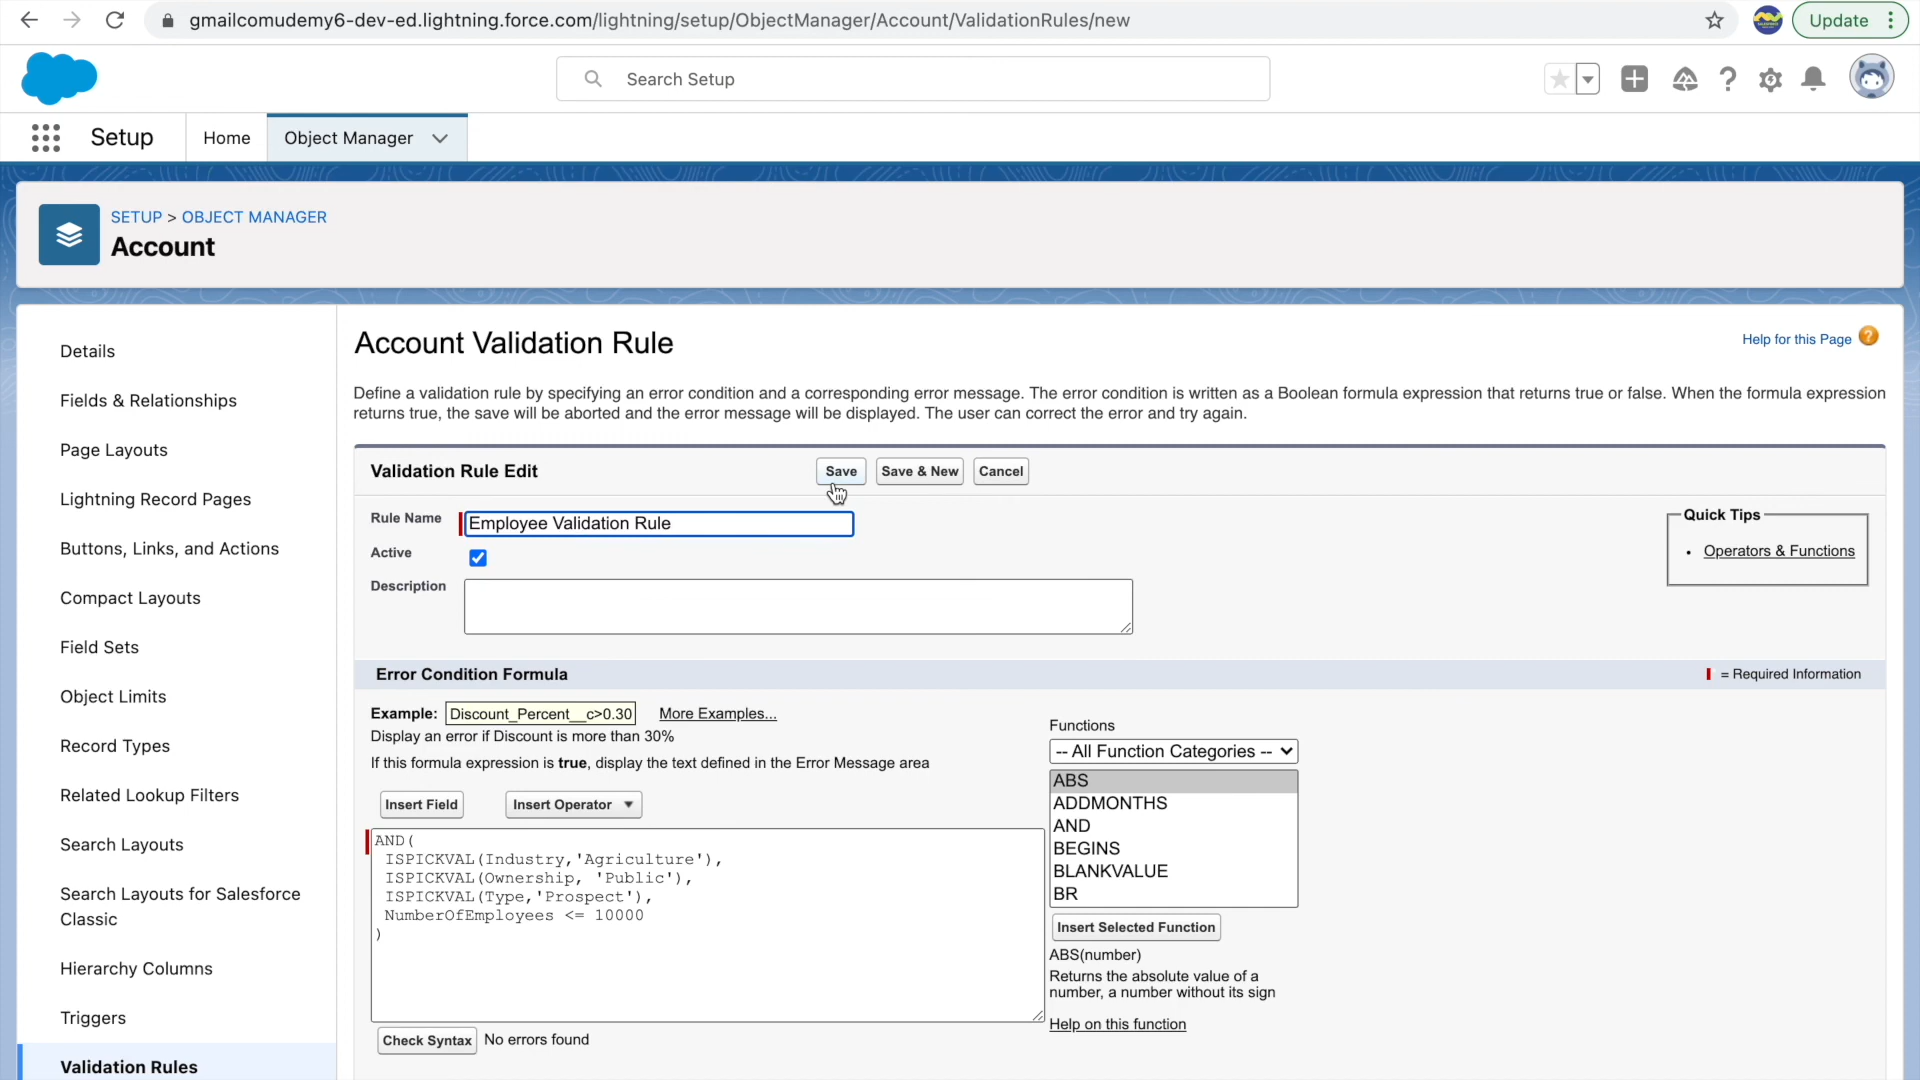 gmailcomudemy6-dev-ed.lightning.force.com/lightning/setup/ObjectManager/Account/ValidationRules/new
Update
Search Setup
Setup
Home
Object Manager
SETUP > OBJECT MANAGER
Account
Details
Fields & Relationships
Page Layouts
Lightning Record Pages
Buttons, Links, and Actions
Compact Layouts
Field Sets
Object Limits
Record Types
Related Lookup Filters
Search Layouts
Search Layouts for Salesforce
Classic
Hierarchy Columns
Triggers
Validation Rules
Account Validation Rule
Help for this Page ?
Define a validation rule by specifying an error condition and a corresponding error message. The error condition is written as a Boolean formula expression that returns true or false. When the formula expression
returns true, the save will be aborted and the error message will be displayed. The user can correct the error and try again.
Validation Rule Edit
Save
Save & New
Cancel
Rule Name
Employee Validation Rule
Active
Description
Quick Tips
• Operators & Functions
Error Condition Formula
= Required Information
Example: Discount_Percent__c>0.30 More Examples...
Display an error if Discount is more than 30%
If this formula expression is true, display the text defined in the Error Message area
Insert Field
Insert Operator
AND(
ISPICKVAL(Industry,'Agriculture'),
ISPICKVAL(Ownership, 'Public'),
ISPICKVAL(Type,'Prospect'),
NumberOfEmployees <= 10000
)
Check Syntax
No errors found
Functions
-- All Function Categories --
ABS
ADDMONTHS
AND
BEGINS
BLANKVALUE
BR
Insert Selected Function
ABS(number)
Returns the absolute value of a
number, a number without its sign
Help on this function